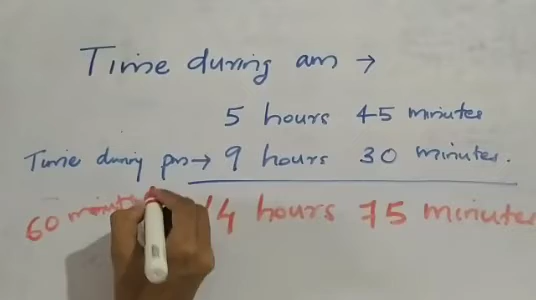 Time during am →
5 hours 45 minutes
Time during pm → 9 hours 30 minutes.
60 minutes 14 hours 75 minutes